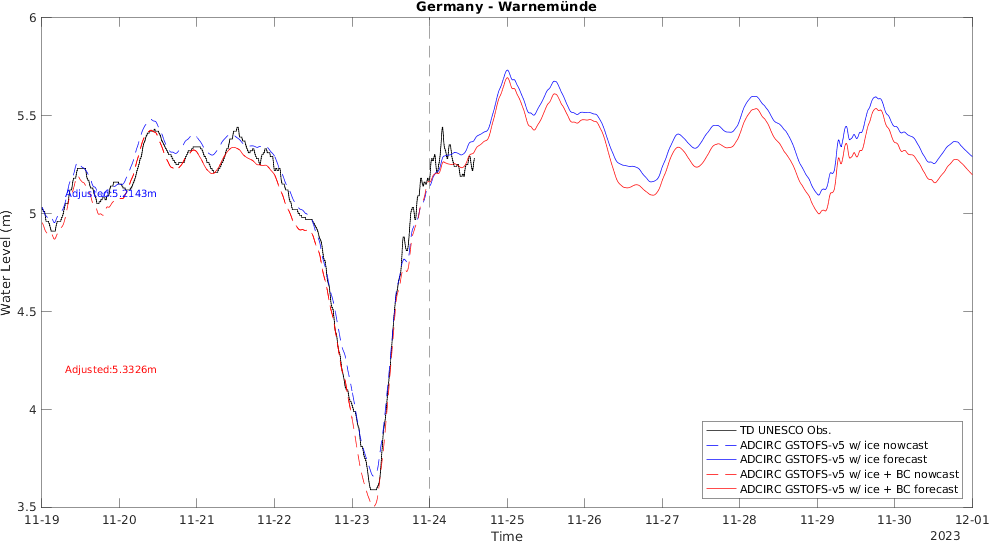 Germany - Warnemünde
6
5.5
5
4.5
4
3.5
Water Level (m)
Adjusted:5.2143m
Adjusted:5.3326m
TD UNESCO Obs.
ADCIRC GSTOFS-v5 w/ ice nowcast
ADCIRC GSTOFS-v5 w/ ice forecast
ADCIRC GSTOFS-v5 w/ ice + BC nowcast
ADCIRC GSTOFS-v5 w/ ice + BC forecast
11-19 11-20 11-21 11-22 11-23 11-24 11-25 11-26 11-27 11-28 11-29 11-30 12-01
Time
2023